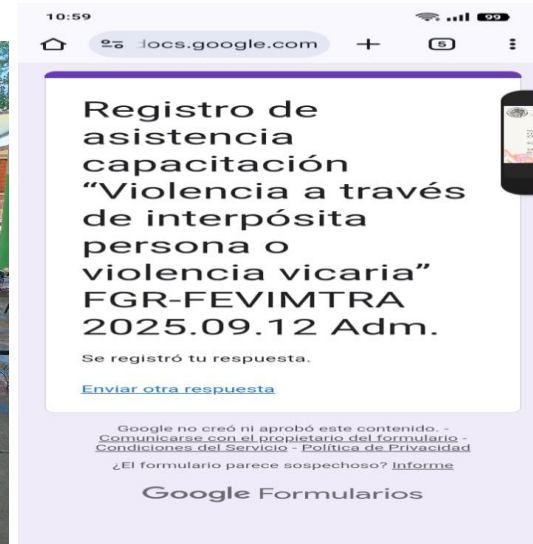 10:59
99
docs.google.com
5
Registro de
asistencia
capacitación
“Violencia a través
de interpósita
persona o
violencia vicaria”
FGR-FEVIMTRA
2025.09.12 Adm.
Se registró tu respuesta.
Enviar otra respuesta
Google no creó ni aprobó este contenido. -
Comunicarse con el propietario del formulario -
Condiciones del Servicio - Política de Privacidad
¿El formulario parece sospechoso? Informe
Google Formularios